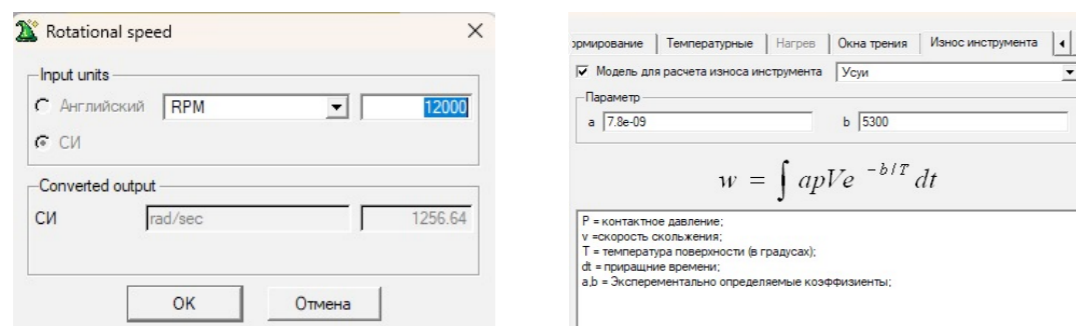 Rotational speed
Input units
Английский RPM 12000
СИ
Converted output
СИ rad/sec 1256.64
OK Отмена
ормирование Температурные Нагрев Окна трения Износ инструмента
Модель для расчета износа инструмента Усуи
Параметр
a 7.8e-09 b 5300
w = ∫ apVe ^{-b/T} dt
P = контактное давление;
v =скорость скольжения;
T = температура поверхности (в градусах);
dt = приращние времени;
a,b = Эксперементально определяемые коэффизиенты;